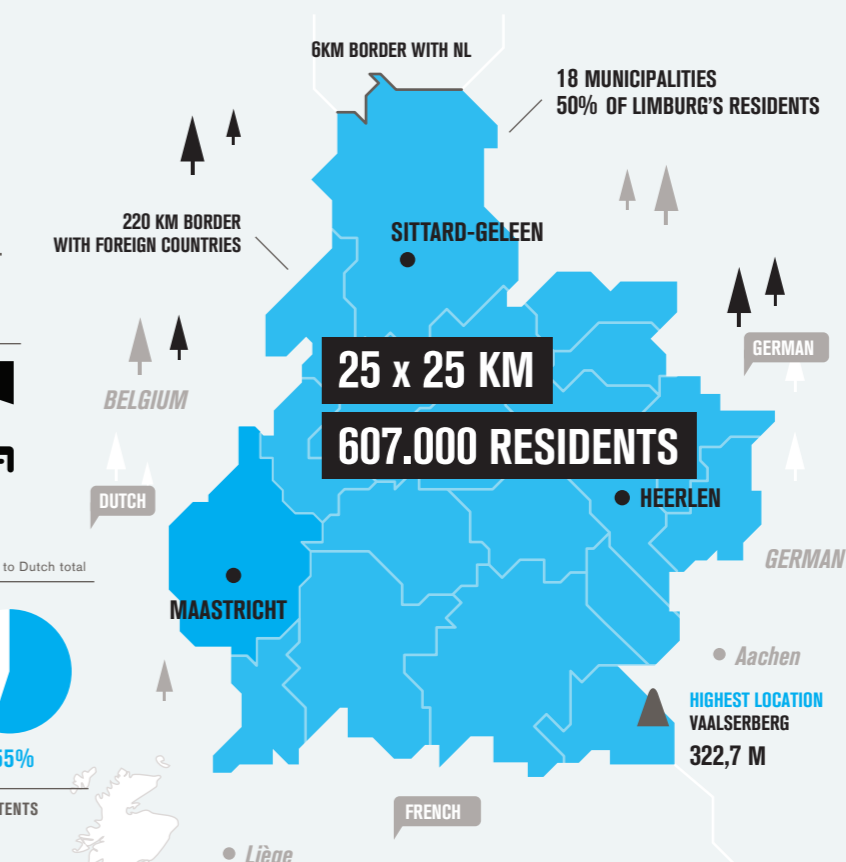 6KM BORDER WITH NL
18 MUNICIPALITIES
50% OF LIMBURG'S RESIDENTS
220 KM BORDER
WITH FOREIGN COUNTRIES
SITTARD-GELEEN
25 x 25 KM
607.000 RESIDENTS
GERMAN
BELGIUM
DUTCH
HEERLEN
to Dutch total
GERMAN
MAASTRICHT
Aachen
HIGHEST LOCATION
VAALSERBERG
322,7 M
55%
TENTS
FRENCH
Liège